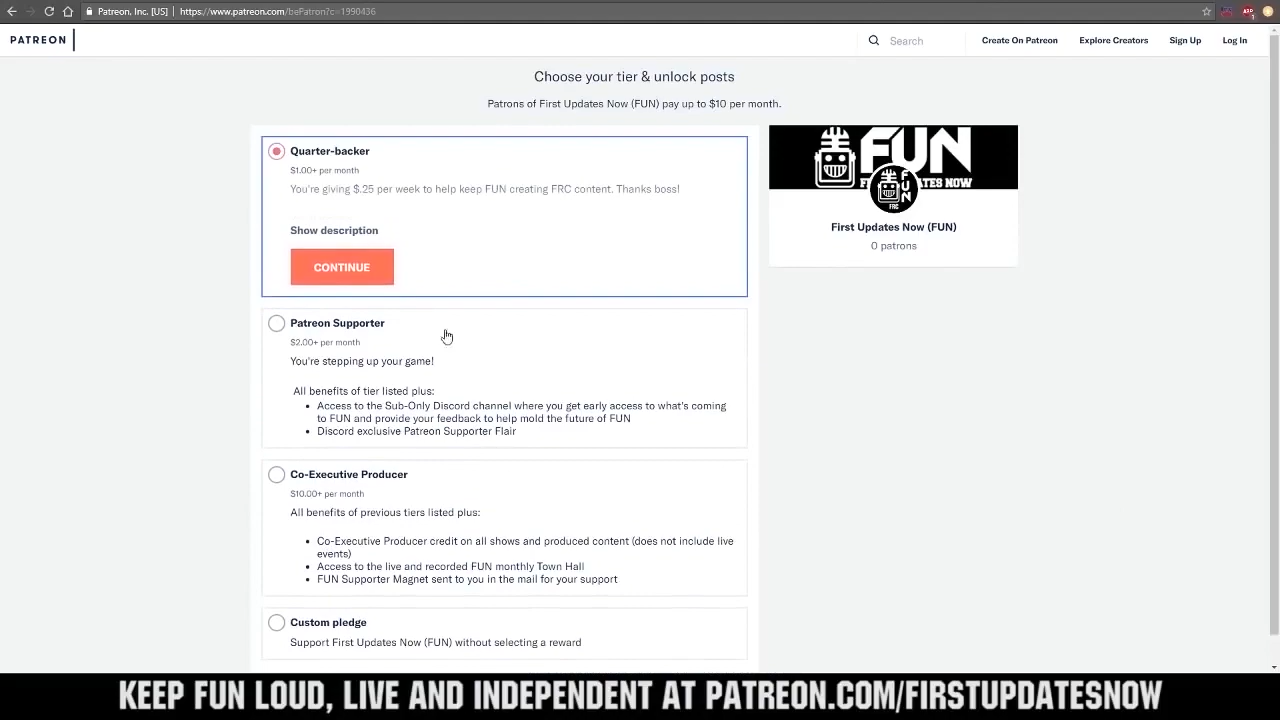 Patreon, Inc. [US] | https://www.patreon.com/bePatron?c=1990436
PATREON
Search
Create On Patreon
Explore Creators
Sign Up
Log In
Choose your tier & unlock posts
Patrons of First Updates Now (FUN) pay up to $10 per month.
Quarter-backer
$1.00+ per month
You're giving $.25 per week to help keep FUN creating FRC content. Thanks boss!
Show description
CONTINUE
Patreon Supporter
$2.00+ per month
You're stepping up your game!
All benefits of tier listed plus:
• Access to the Sub-Only Discord channel where you get early access to what's coming
to FUN and provide your feedback to help mold the future of FUN
• Discord exclusive Patreon Supporter Flair
Co-Executive Producer
$10.00+ per month
All benefits of previous tiers listed plus:
• Co-Executive Producer credit on all shows and produced content (does not include live
events)
• Access to the live and recorded FUN monthly Town Hall
• FUN Supporter Magnet sent to you in the mail for your support
Custom pledge
Support First Updates Now (FUN) without selecting a reward
FUN
FUN
FRC
First Updates Now (FUN)
0 patrons
KEEP FUN LOUD, LIVE AND INDEPENDENT AT PATREON.COM/FIRSTUPDATESNOW